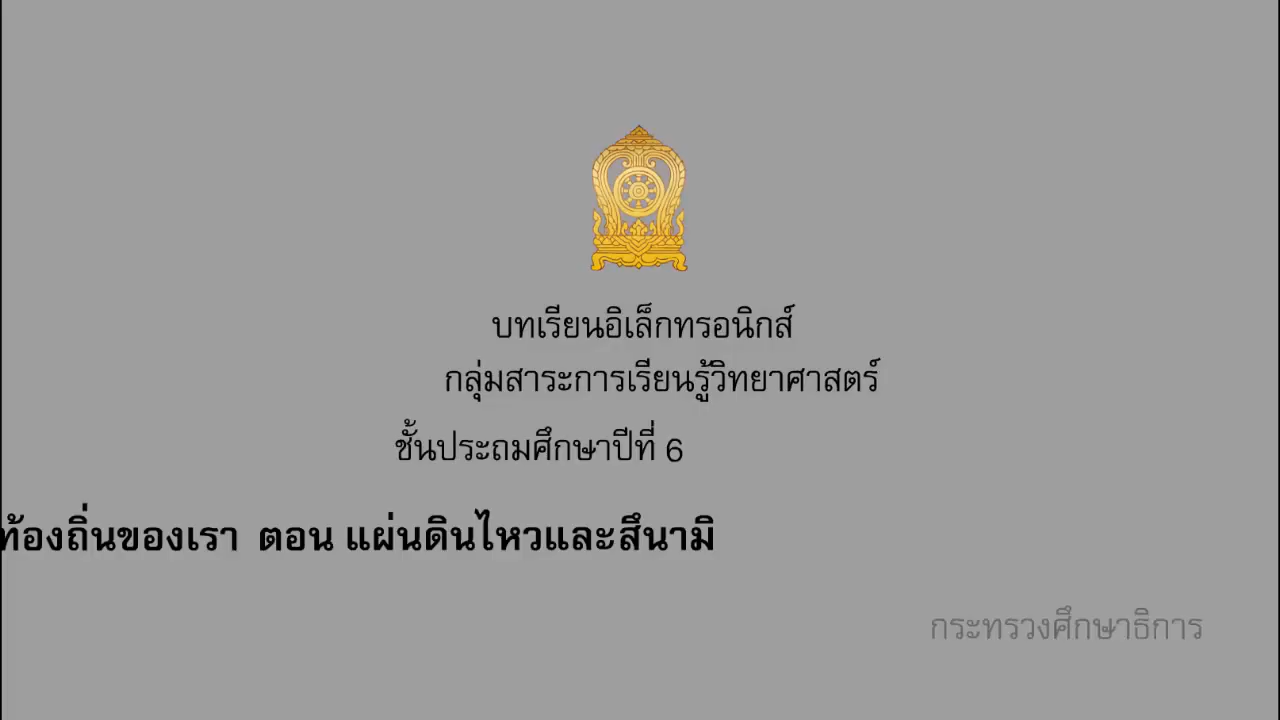 บทเรียนอิเล็กทรอนิกส์
กลุ่มสาระการเรียนรู้วิทยาศาสตร์
ชั้นประถมศึกษาปีที่ 6
ท้องถิ่นของเรา ตอน แผ่นดินไหวและสึนามิ
กระทรวงศึกษาธิการ